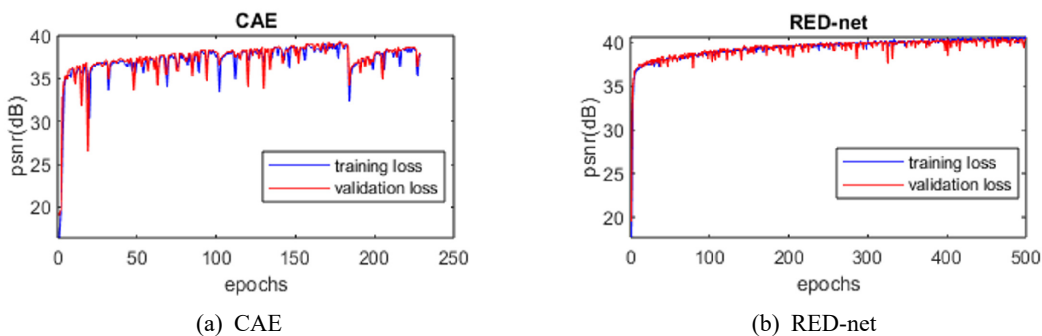 CAE
40
35
30
25
20
psnr(dB)
training loss
validation loss
0 50 100 150 200 250
epochs
(a) CAE
RED-net
40
35
30
25
20
psnr(dB)
training loss
validation loss
0 100 200 300 400 500
epochs
(b) RED-net